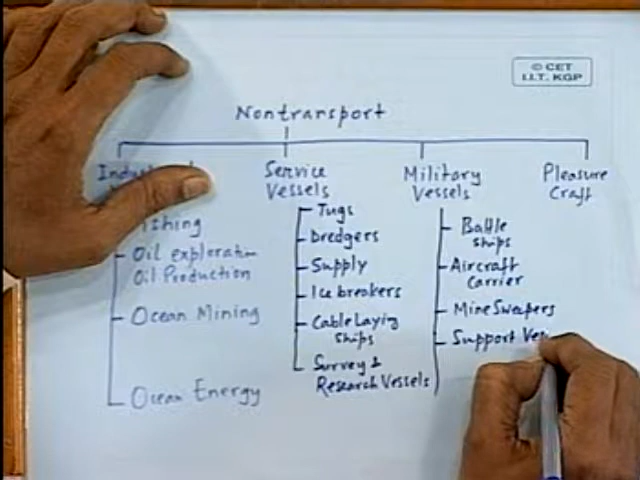 © CET
I.I.T. KGP
Nontransport
Service
Vessels
Tugs
Dredgers
Supply
Ice breakers
Cable Laying
Ships
Survey &
Research Vessels
Military
Vessels
Battle
ships
Aircraft
Carrier
Mine Sweepers
Support
Pleasure
Craft
Oil exploration
Oil Production
Ocean Mining
Ocean Energy